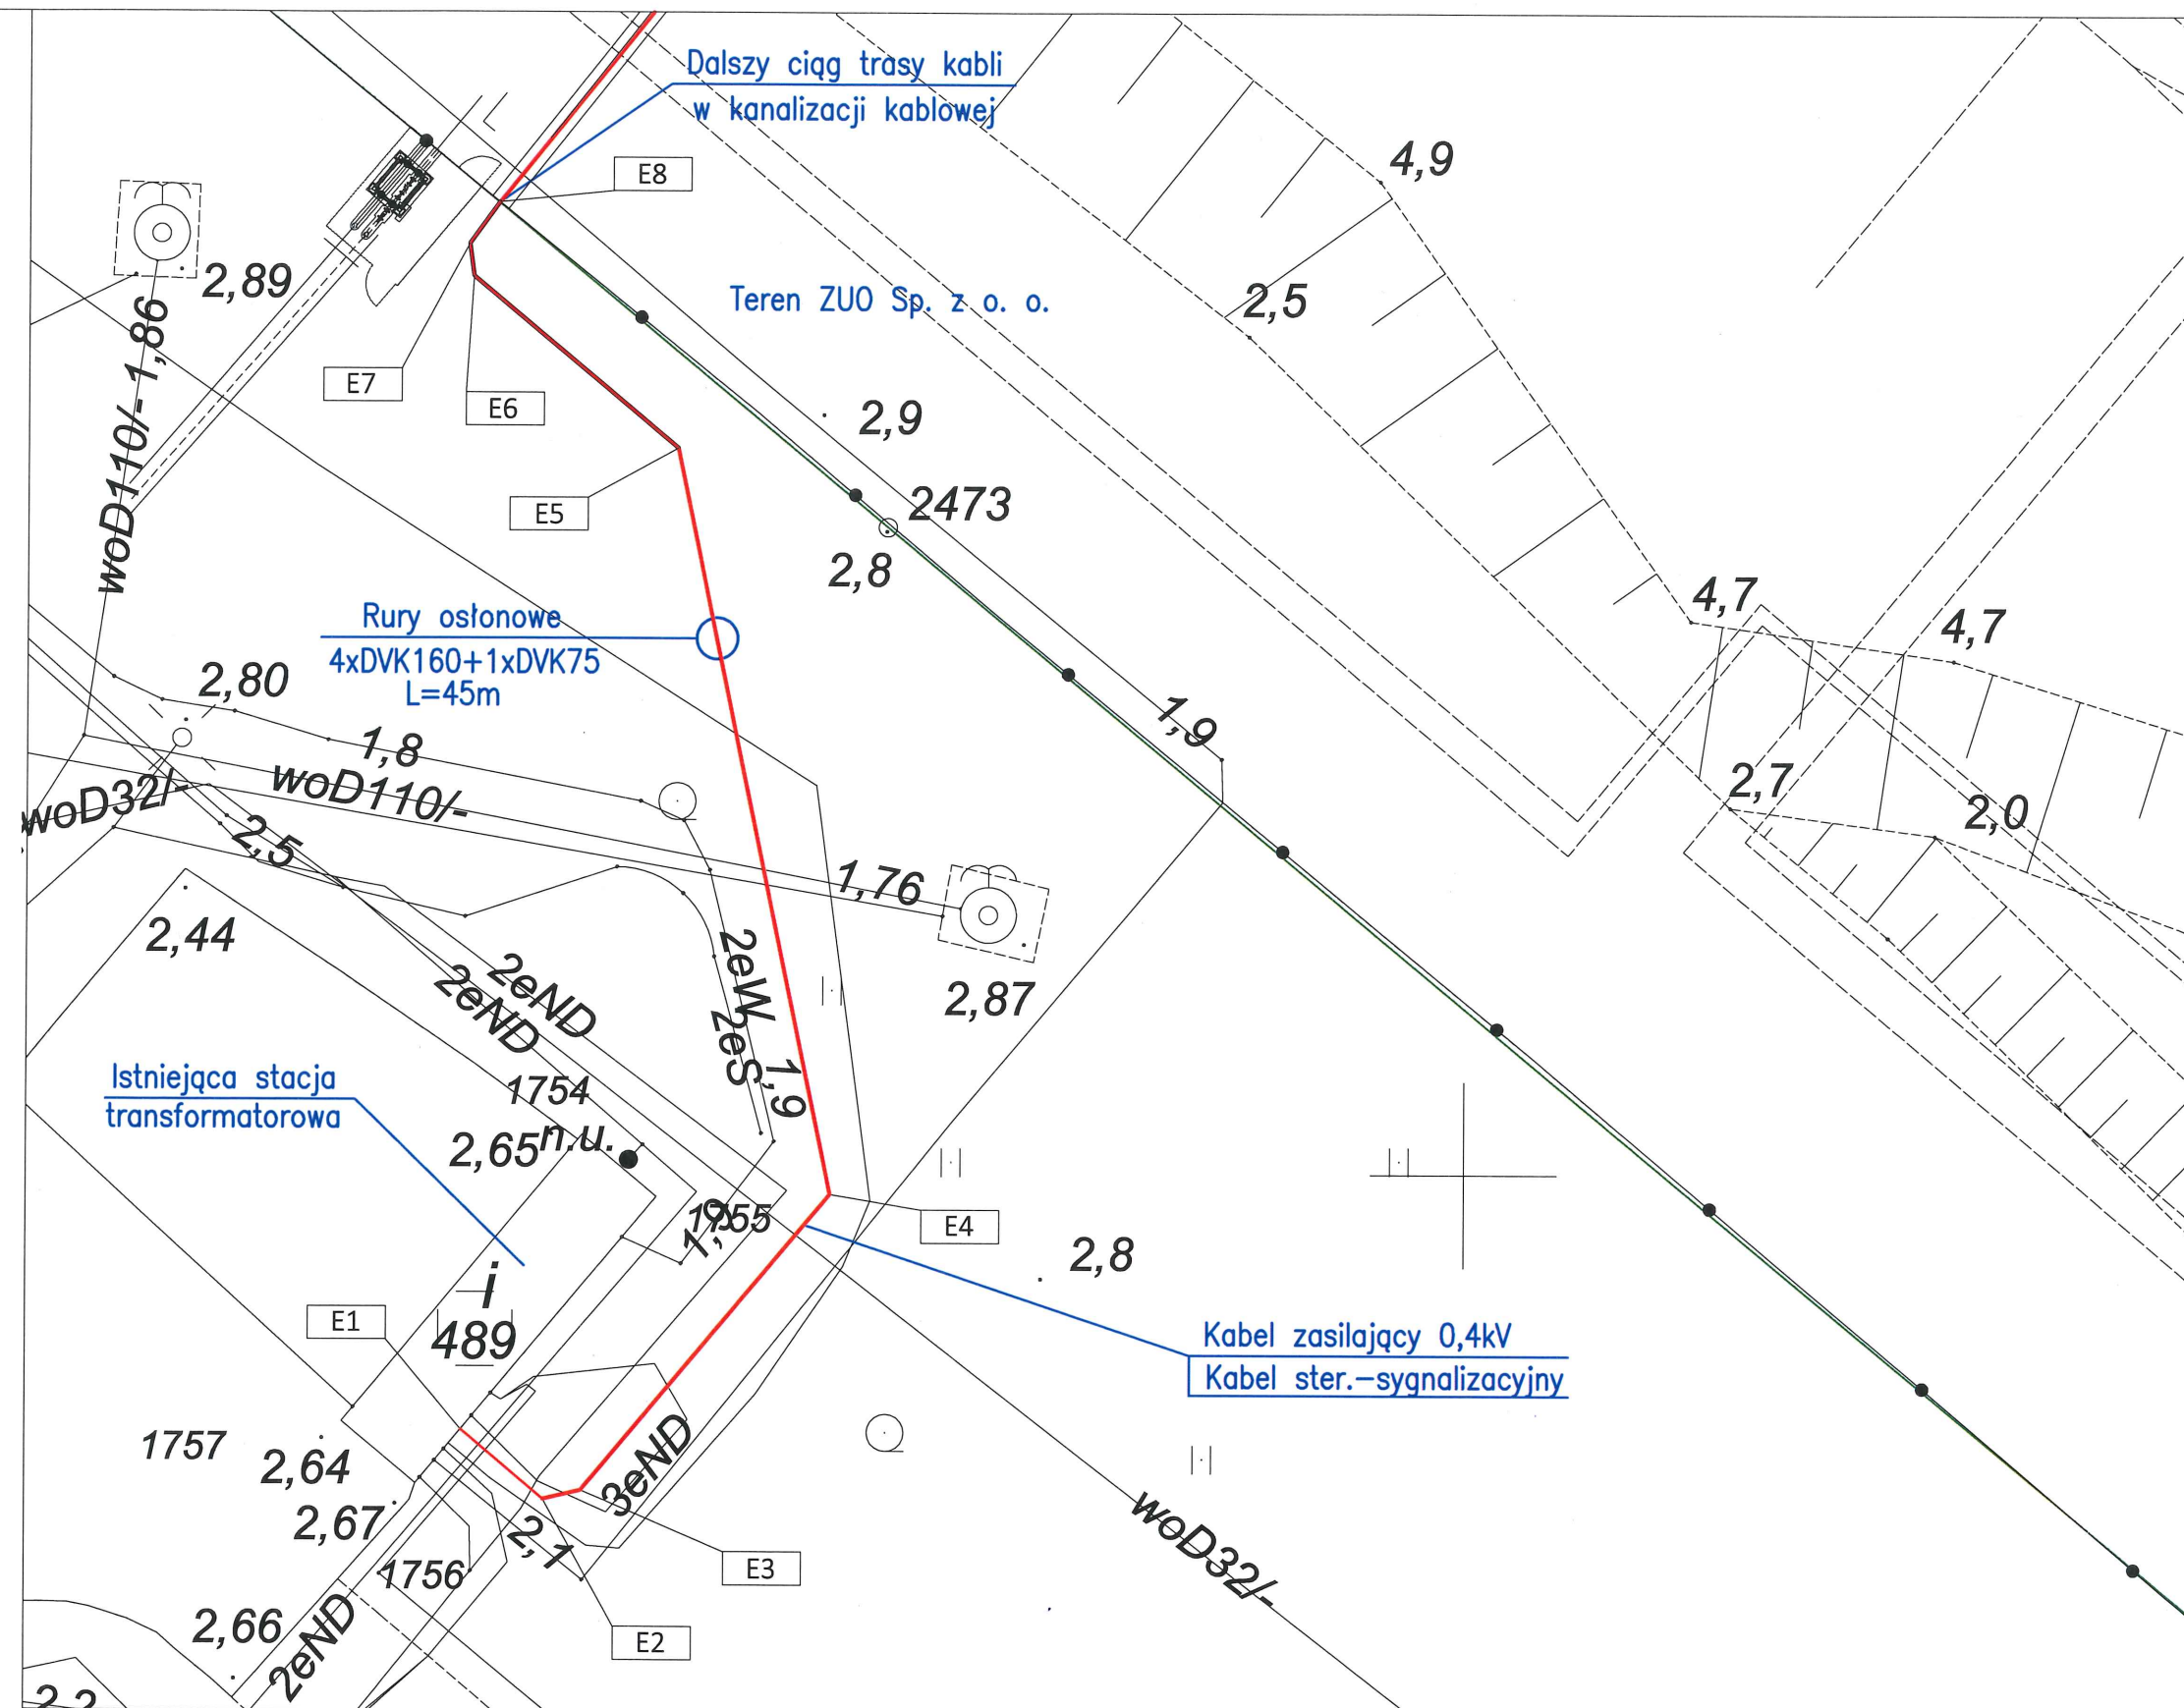 Dalszy ciąg trasy kabli
w kanalizacji kablowej
4,9
E8
2,89
Teren ZUO Sp. z o. o.
2,5
1,86
woD110/-
E7
E6
2,9
E5
2473
2,8
Rury osłonowe
4xDVK160+1xDVK75
L=45m
4,7
4,7
2,80
1,8
1,9
woD110/-
woD32/-
2,5
2,7
2,0
1,76
2,44
2eND
2eND
2eW
2eS
1,9
2,87
Istniejąca stacja
transformatorowa
1754
n.u.
2,65
1755
1,9
E4
2,8
i
489
E1
Kabel zasilający 0,4kV
Kabel ster.-sygnalizacyjny
1757
2,64
3eND
2,67
2,1
woD32/-
1756
E3
2,66
2eND
E2